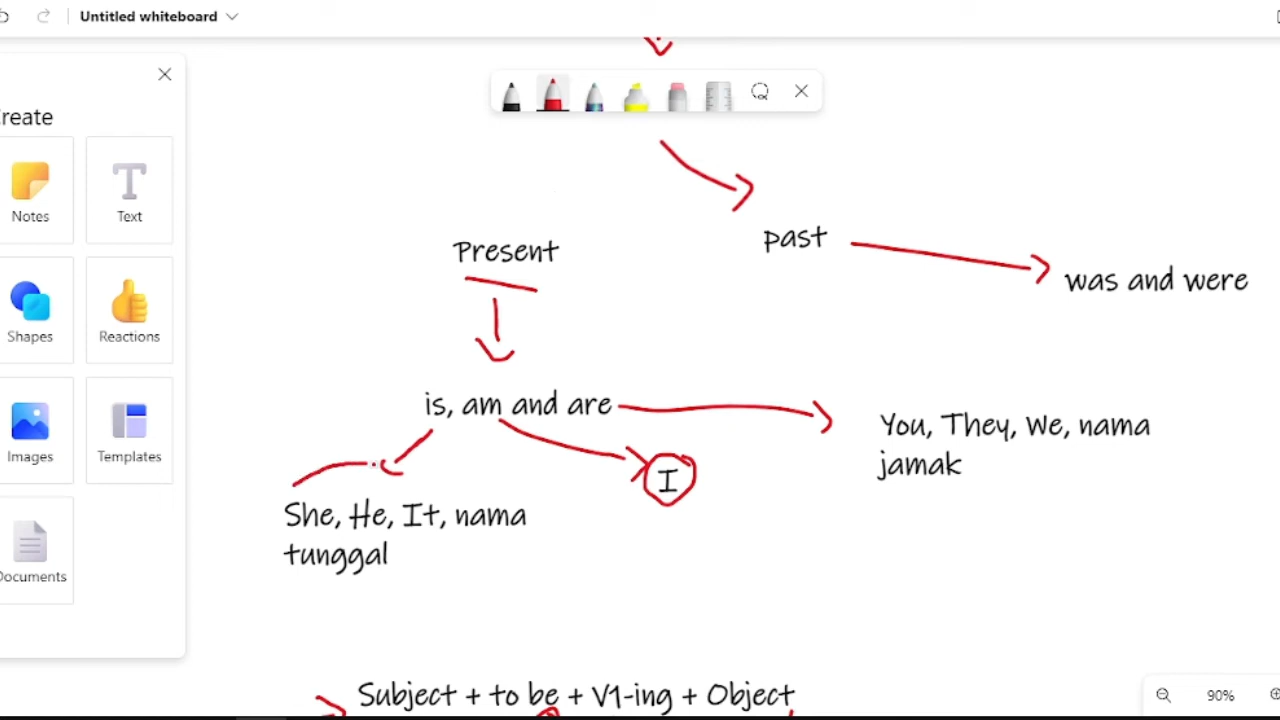 Untitled whiteboard
reate
Notes
Text
Shapes
Reactions
Images
Templates
Documents
Present
past
was and were
is, am and are
You, They, We, nama
jamak
I
She, He, It, nama
tunggal
Subject + to be + V1-ing + Object
90%